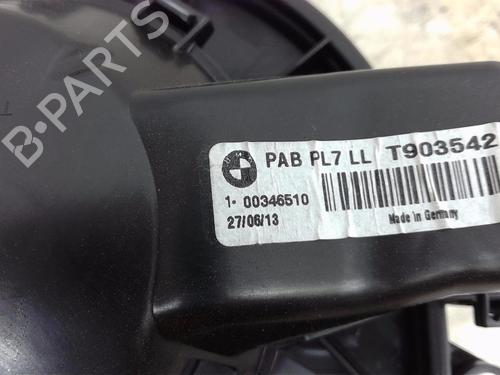 B-PARTS
PAB PL7 LL T903542
1- 00346510
27/06/13
Made in Germany